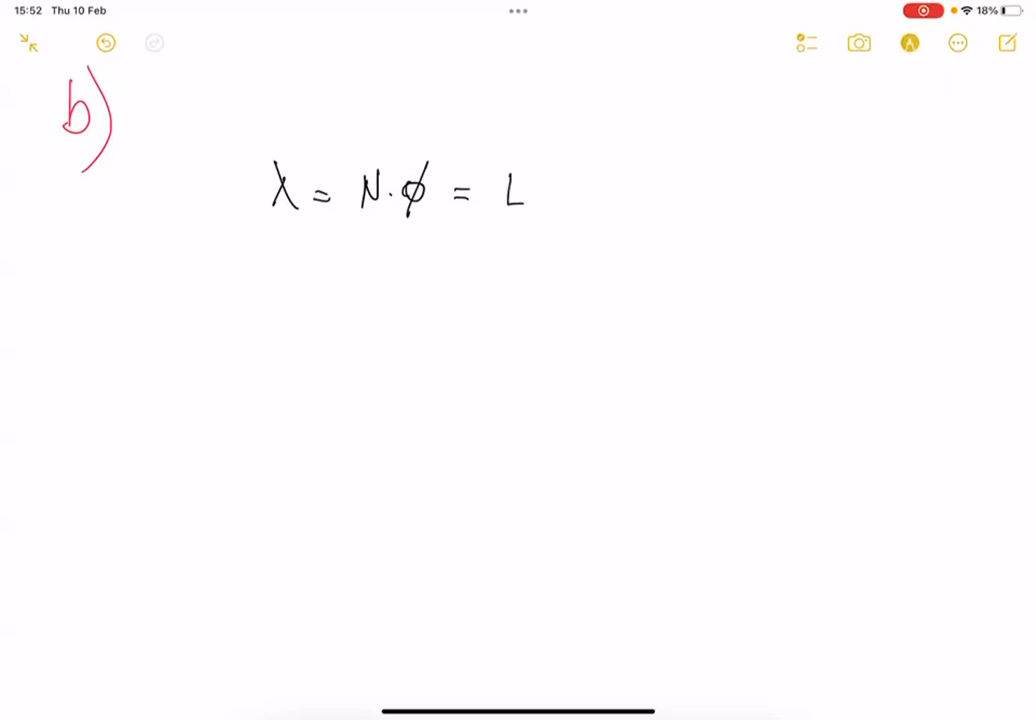 15:52 Thu 10 Feb
18%
b)
λ = N·ϕ = L